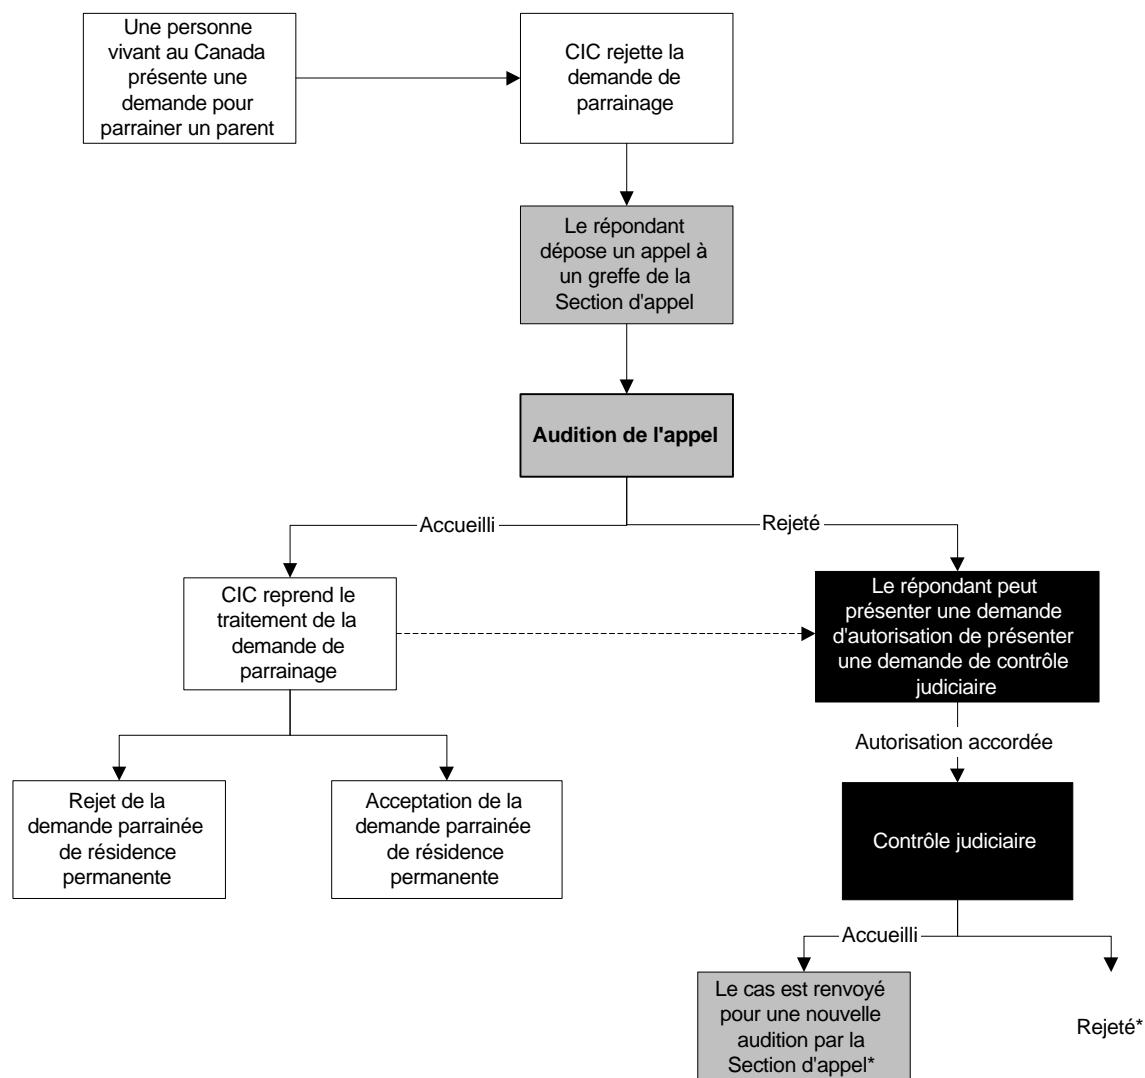 Une personne
vivant au Canada
présente une
demande pour
parrainer un parent
CIC rejette la
demande de
parrainage
Le répondant
dépose un appel à
un greffe de la
Section d'appel
Audition de l'appel
Accueilli
Rejeté
CIC reprend le
traitement de la
demande de
parrainage
Le répondant peut
présenter une demande
d'autorisation de présenter
une demande de contrôle
judiciaire
Autorisation accordée
Rejet de la
demande parrainée
de résidence
permanente
Acceptation de la
demande parrainée
de résidence
permanente
Contrôle judiciaire
Accueilli
Le cas est renvoyé
pour une nouvelle
audition par la
Section d'appel*
Rejeté*